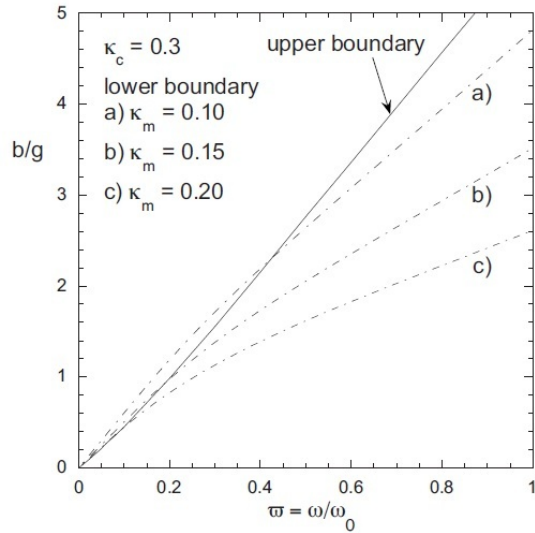 5
κc = 0.3
upper boundary
lower boundary
4
a)
a) κm = 0.10
b/g
b) κm = 0.15
3
c) κm = 0.20
b)
2
c)
1
0
0
0.2
0.4
0.6
0.8
1
ϖ = ω/ω0